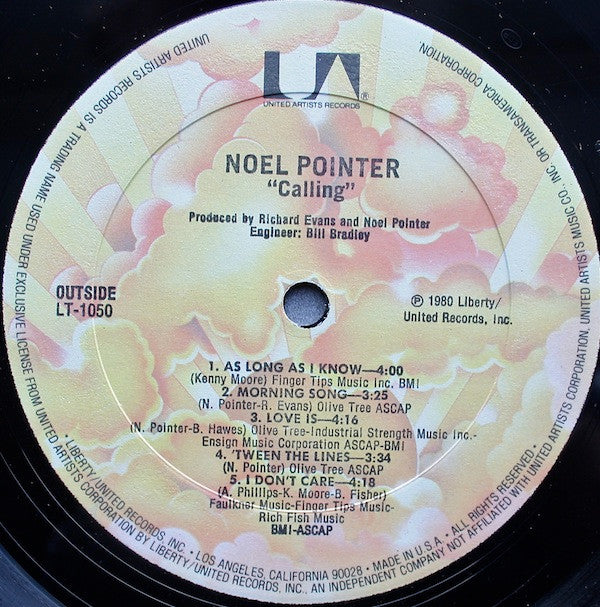 UA
UNITED ARTISTS RECORDS ®
NOEL POINTER
"Calling"
Produced by Richard Evans and Noel Pointer
Engineer: Bill Bradley
OUTSIDE
LT-1050
℗ 1980 Liberty/
United Records, Inc.
1. AS LONG AS I KNOW—4:00
(Kenny Moore) Finger Tips Music Inc. BMI
2. MORNING SONG—3:25
(N. Pointer-R. Evans) Olive Tree ASCAP
3. LOVE IS—4:16
(N. Pointer-B. Hawes) Olive Tree-Industrial Strength Music Inc.-
Ensign Music Corporation ASCAP-BMI
4. 'TWEEN THE LINES—3:34
(N. Pointer) Olive Tree ASCAP
5. I DON'T CARE—4:18
(A. Phillips-K. Moore-B. Fisher)
Faulkner Music-Finger Tips Music-
Rich Fish Music
BMI-ASCAP
• LIBERTY UNITED RECORDS, INC. • LOS ANGELES, CALIFORNIA 90028 • MADE IN U.S.A. • ALL RIGHTS RESERVED •
UNITED ARTISTS RECORDS IS A TRADING NAME USED UNDER EXCLUSIVE LICENSE FROM UNITED ARTISTS CORPORATION BY LIBERTY/UNITED RECORDS, INC., AN INDEPENDENT COMPANY NOT AFFILIATED WITH UNITED ARTISTS CORPORATION, UNITED ARTISTS MUSIC CO., INC. OR TRANSAMERICA CORPORATION.